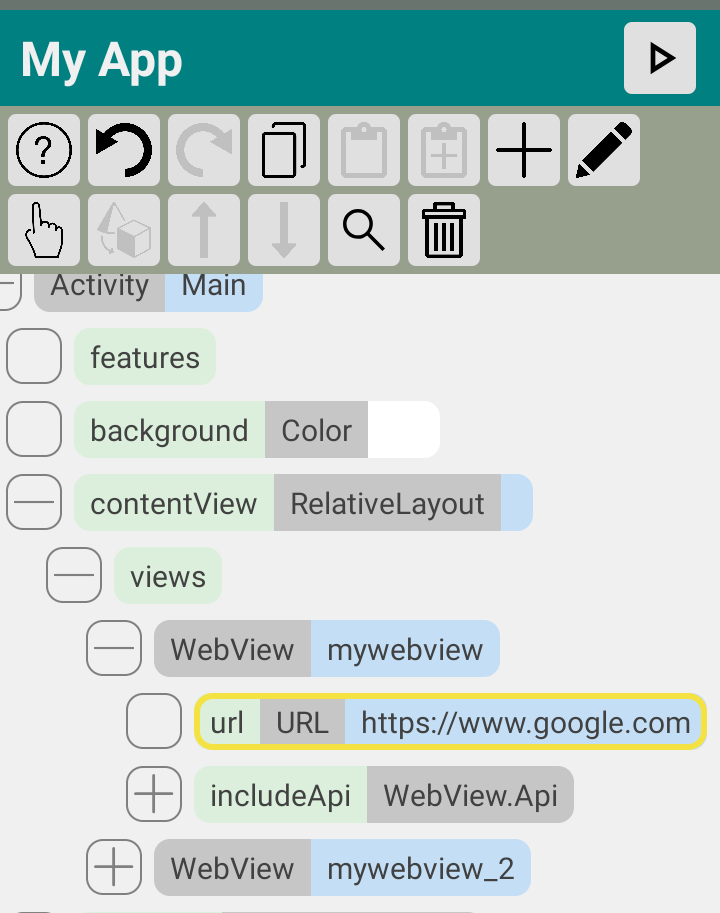 My App
?
Activity Main
features
background Color
contentView RelativeLayout
views
WebView mywebview
url URL https://www.google.com
includeApi WebView.Api
WebView mywebview_2